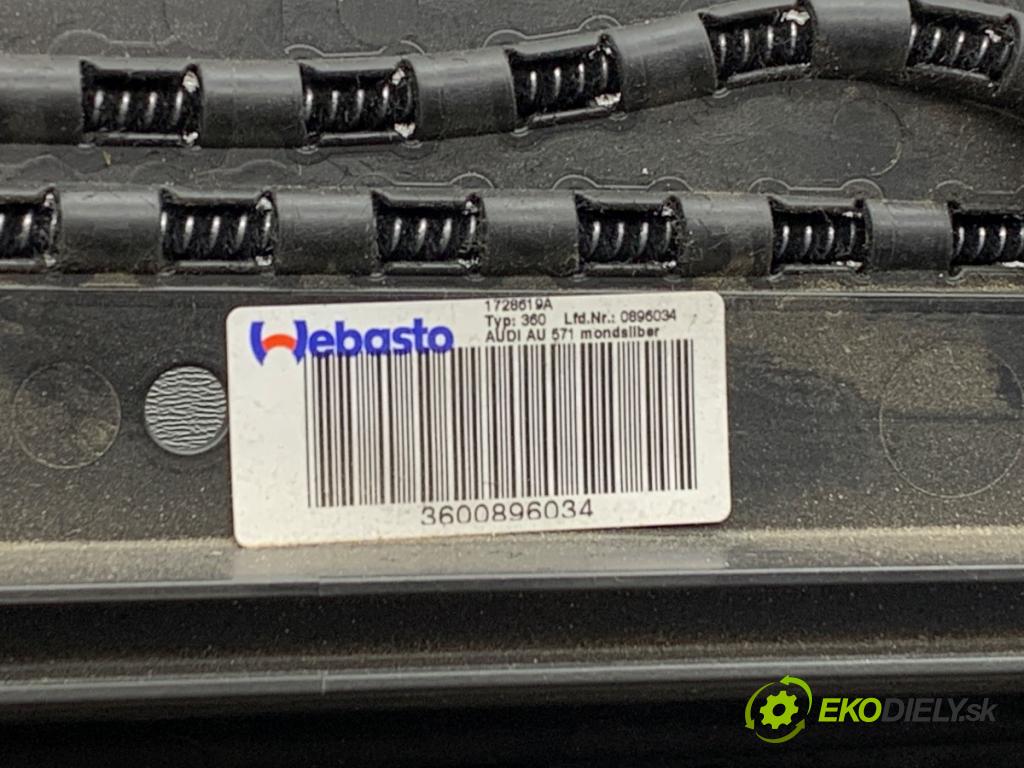 1728619A
Webasto Typ: 360 Lfd.Nr.: 0896034
AUDI AU 571 mondsilber
3600896034
EKODIELY.sk